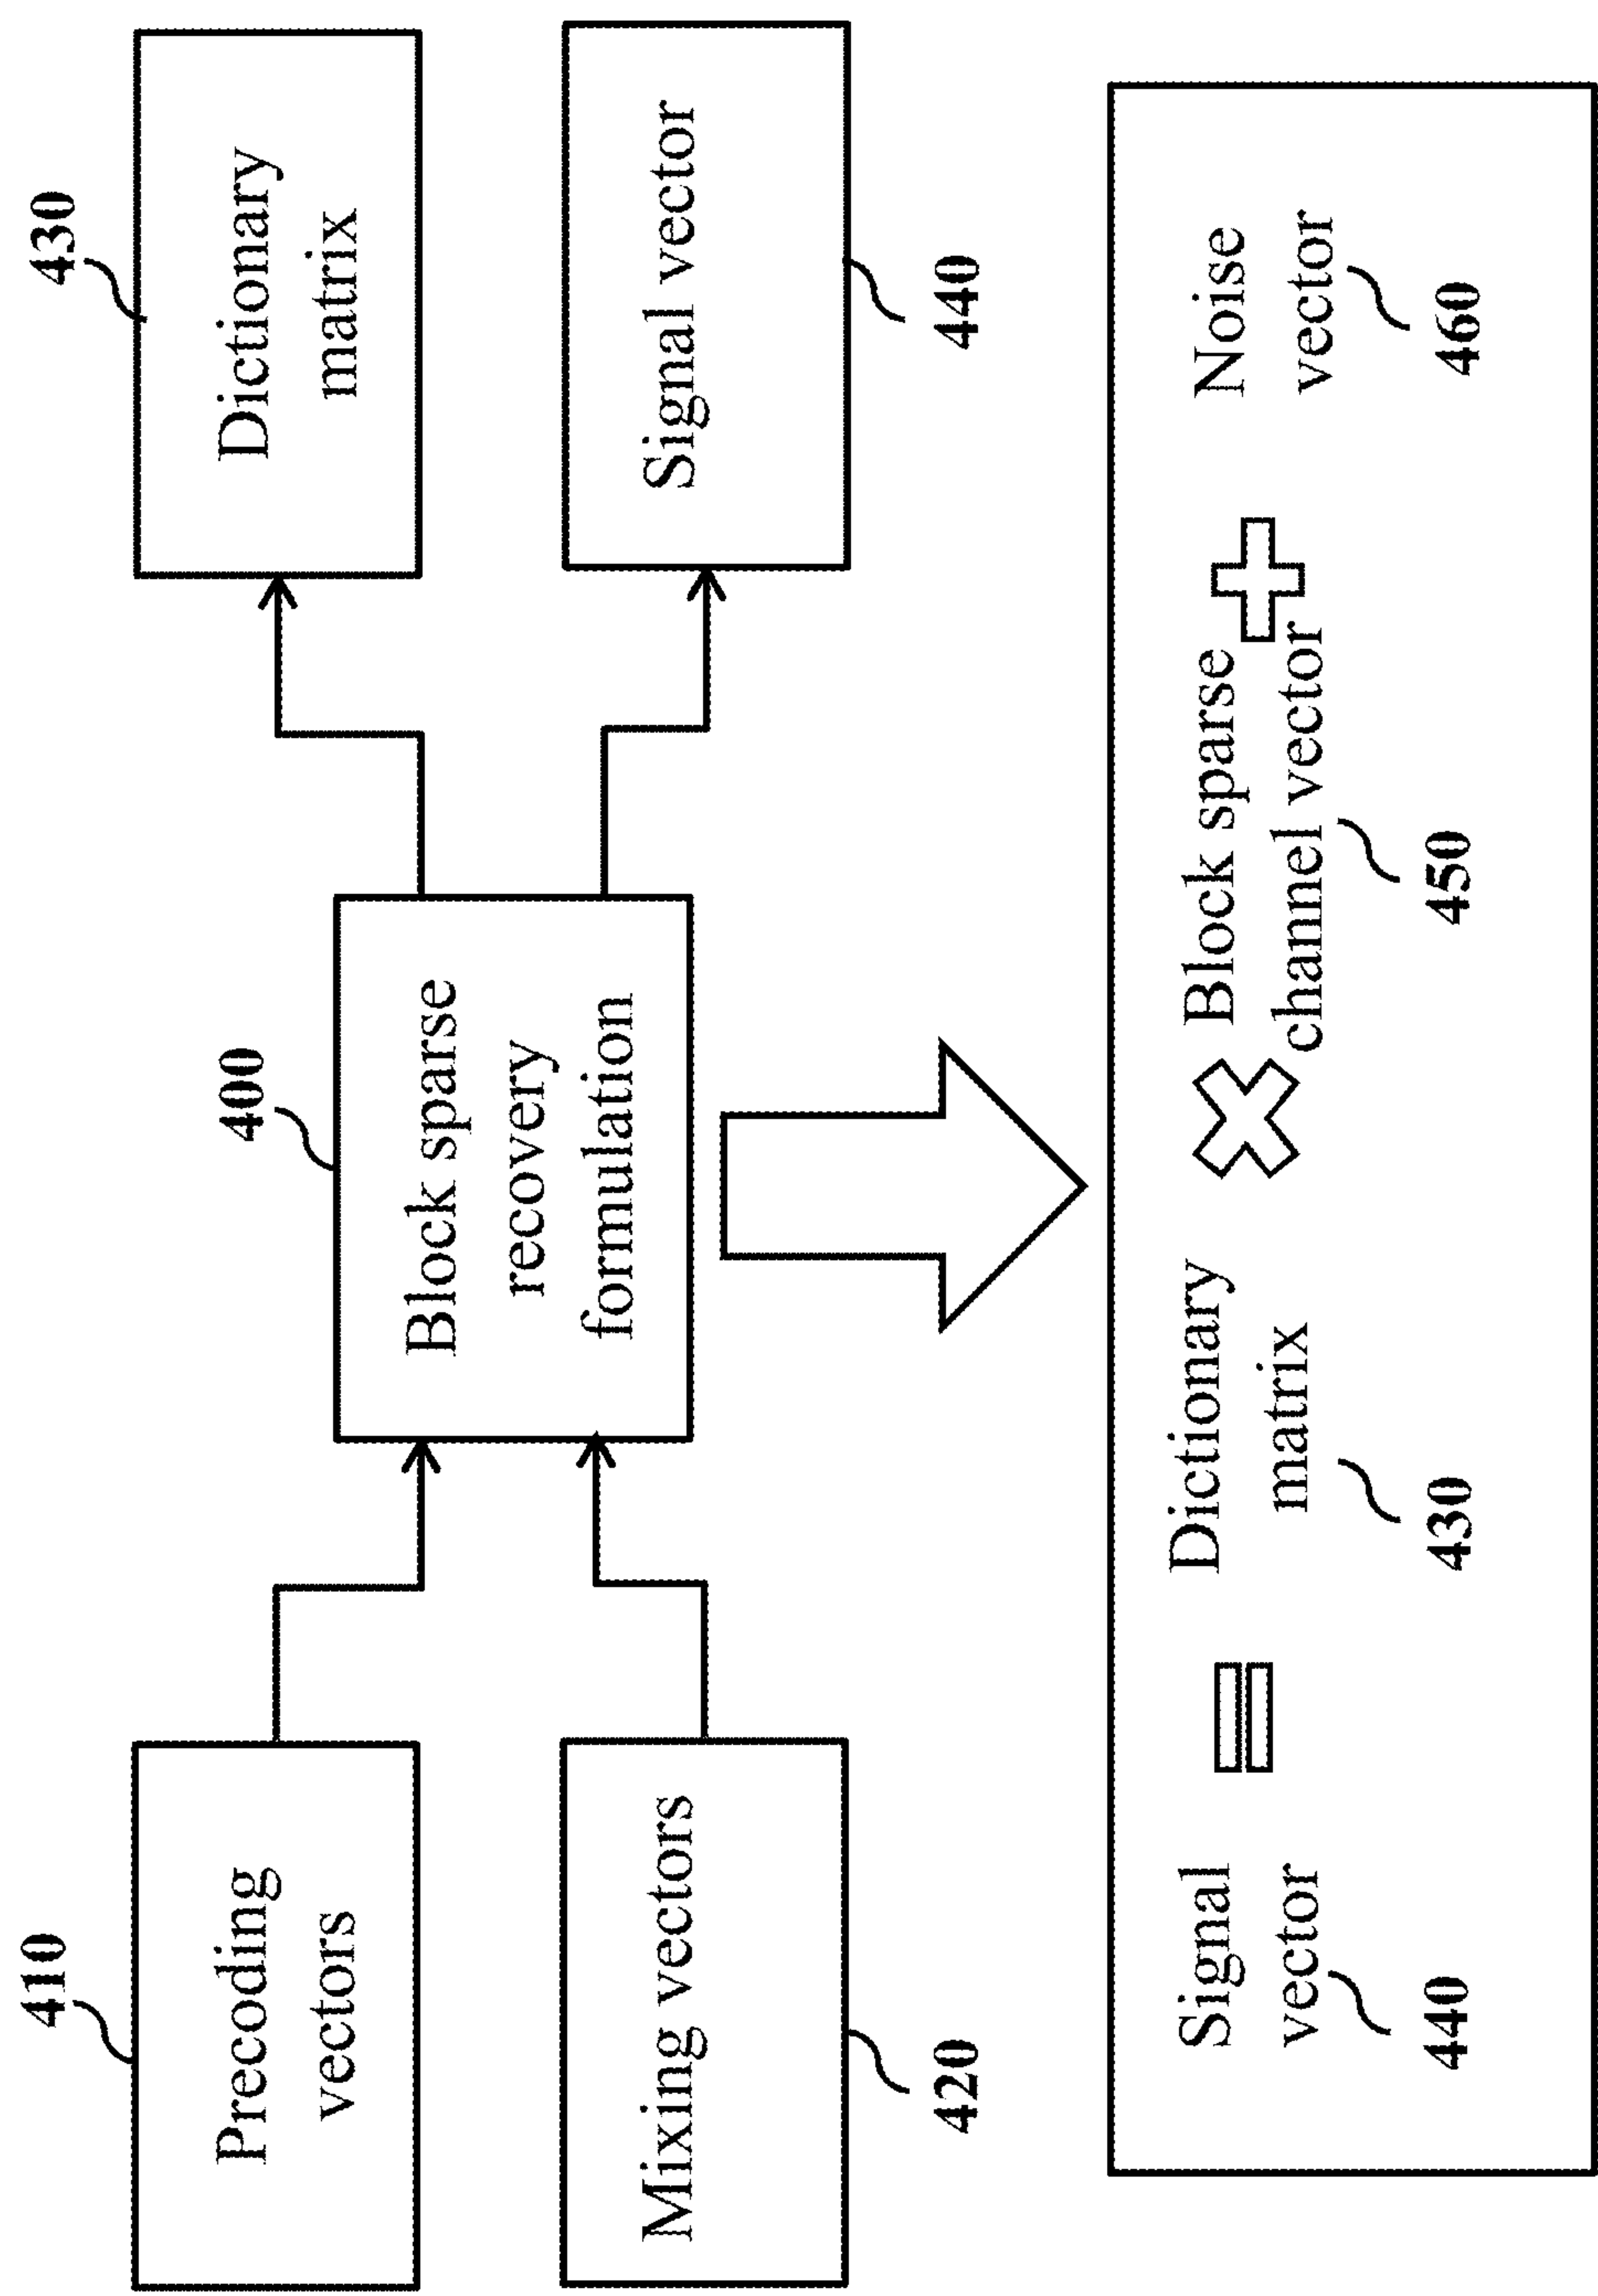 410
Precoding
vectors
420
Mixing vectors
400
Block sparse
recovery
formulation
430
Dictionary
matrix
Signal vector
440
Signal
vector
440
=
Dictionary
matrix
430
×
Block sparse
channel vector
450
+
Noise
vector
460